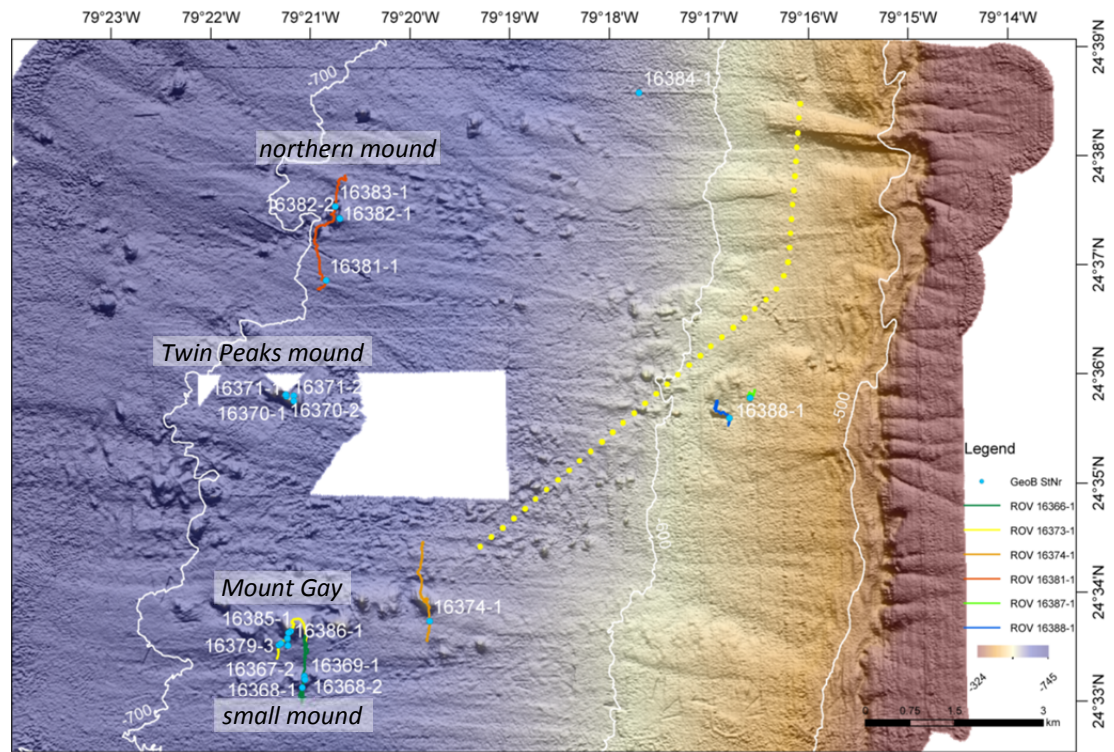 79°23'W 79°22'W 79°21'W 79°20'W 79°19'W 79°18'W 79°17'W 79°16'W 79°15'W 79°14'W
24°39'N
-700
16384-1
northern mound
24°38'N
16383-1
16382-2
16382-1
24°37'N
16381-1
Twin Peaks mound
24°36'N
16371-1 16371-2
16370-1 16370-2
16388-1
-500
24°35'N
-600
24°34'N
Mount Gay
16374-1
16385-1
16386-1
16379-3
16367-2 16369-1
16368-1 16368-2
-700
small mound
24°33'N
Legend
GeoB StNr
ROV 16366-1
ROV 16373-1
ROV 16374-1
ROV 16381-1
ROV 16387-1
ROV 16388-1
-324 -745
0 0.75 1.5 3
km